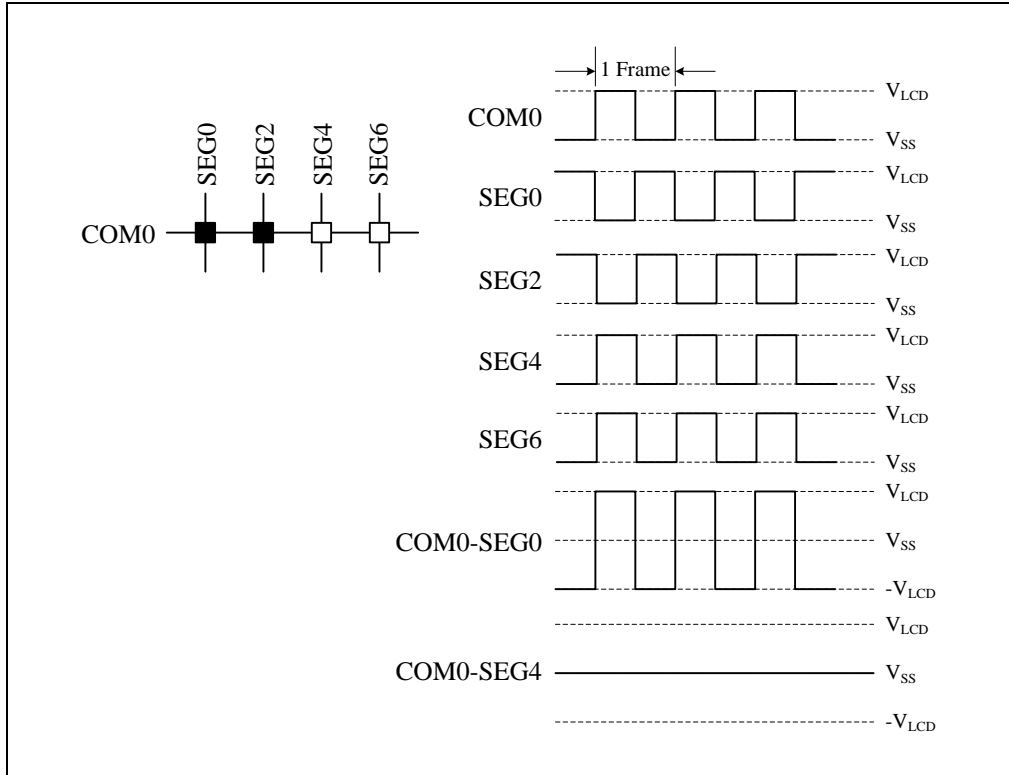 1 Frame
COM0
V_LCD
V_SS
SEG0
V_LCD
V_SS
SEG2
V_LCD
V_SS
SEG4
V_LCD
V_SS
SEG6
V_LCD
V_SS
COM0-SEG0
V_LCD
V_SS
-V_LCD
COM0-SEG4
V_LCD
V_SS
-V_LCD
SEG0
SEG2
SEG4
SEG6
COM0